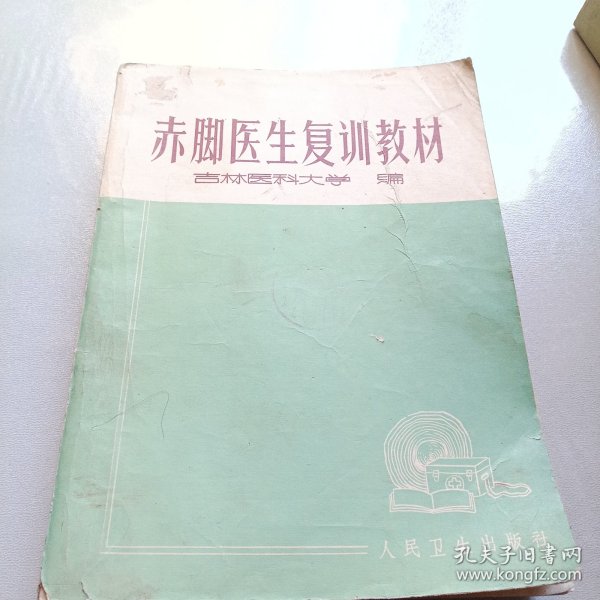 赤脚医生复训教材
吉林医科大学 编
人民卫生出版社
孔夫子旧书网
www.kongfz.com